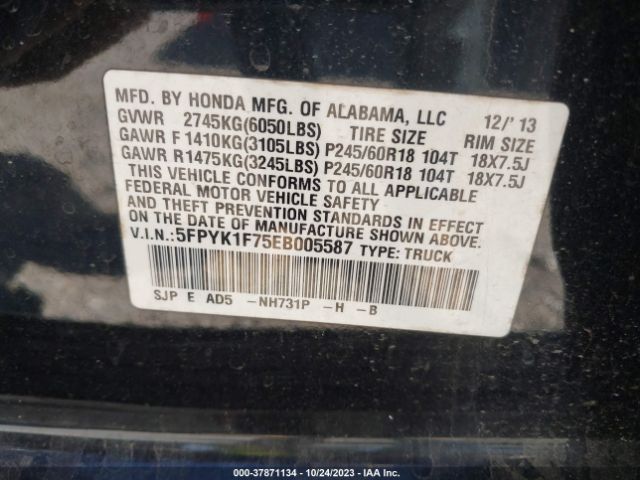 MFD. BY HONDA MFG. OF ALABAMA, LLC 12/' 13
GVWR 2745KG(6050LBS) TIRE SIZE RIM SIZE
GAWR F 1410KG(3105LBS) P245/60R18 104T 18X7.5J
GAWR R1475KG(3245LBS) P245/60R18 104T 18X7.5J
THIS VEHICLE CONFORMS TO ALL APPLICABLE
FEDERAL MOTOR VEHICLE SAFETY
AND THEFT PREVENTION STANDARDS IN EFFECT
ON THE DATE OF MANUFACTURE SHOWN ABOVE.
V.I.N.:5FPYK1F75EB005587 TYPE: TRUCK
SJP E AD5 -NH731P -H -B
000-37871134 - 10/24/2023 - IAA Inc.